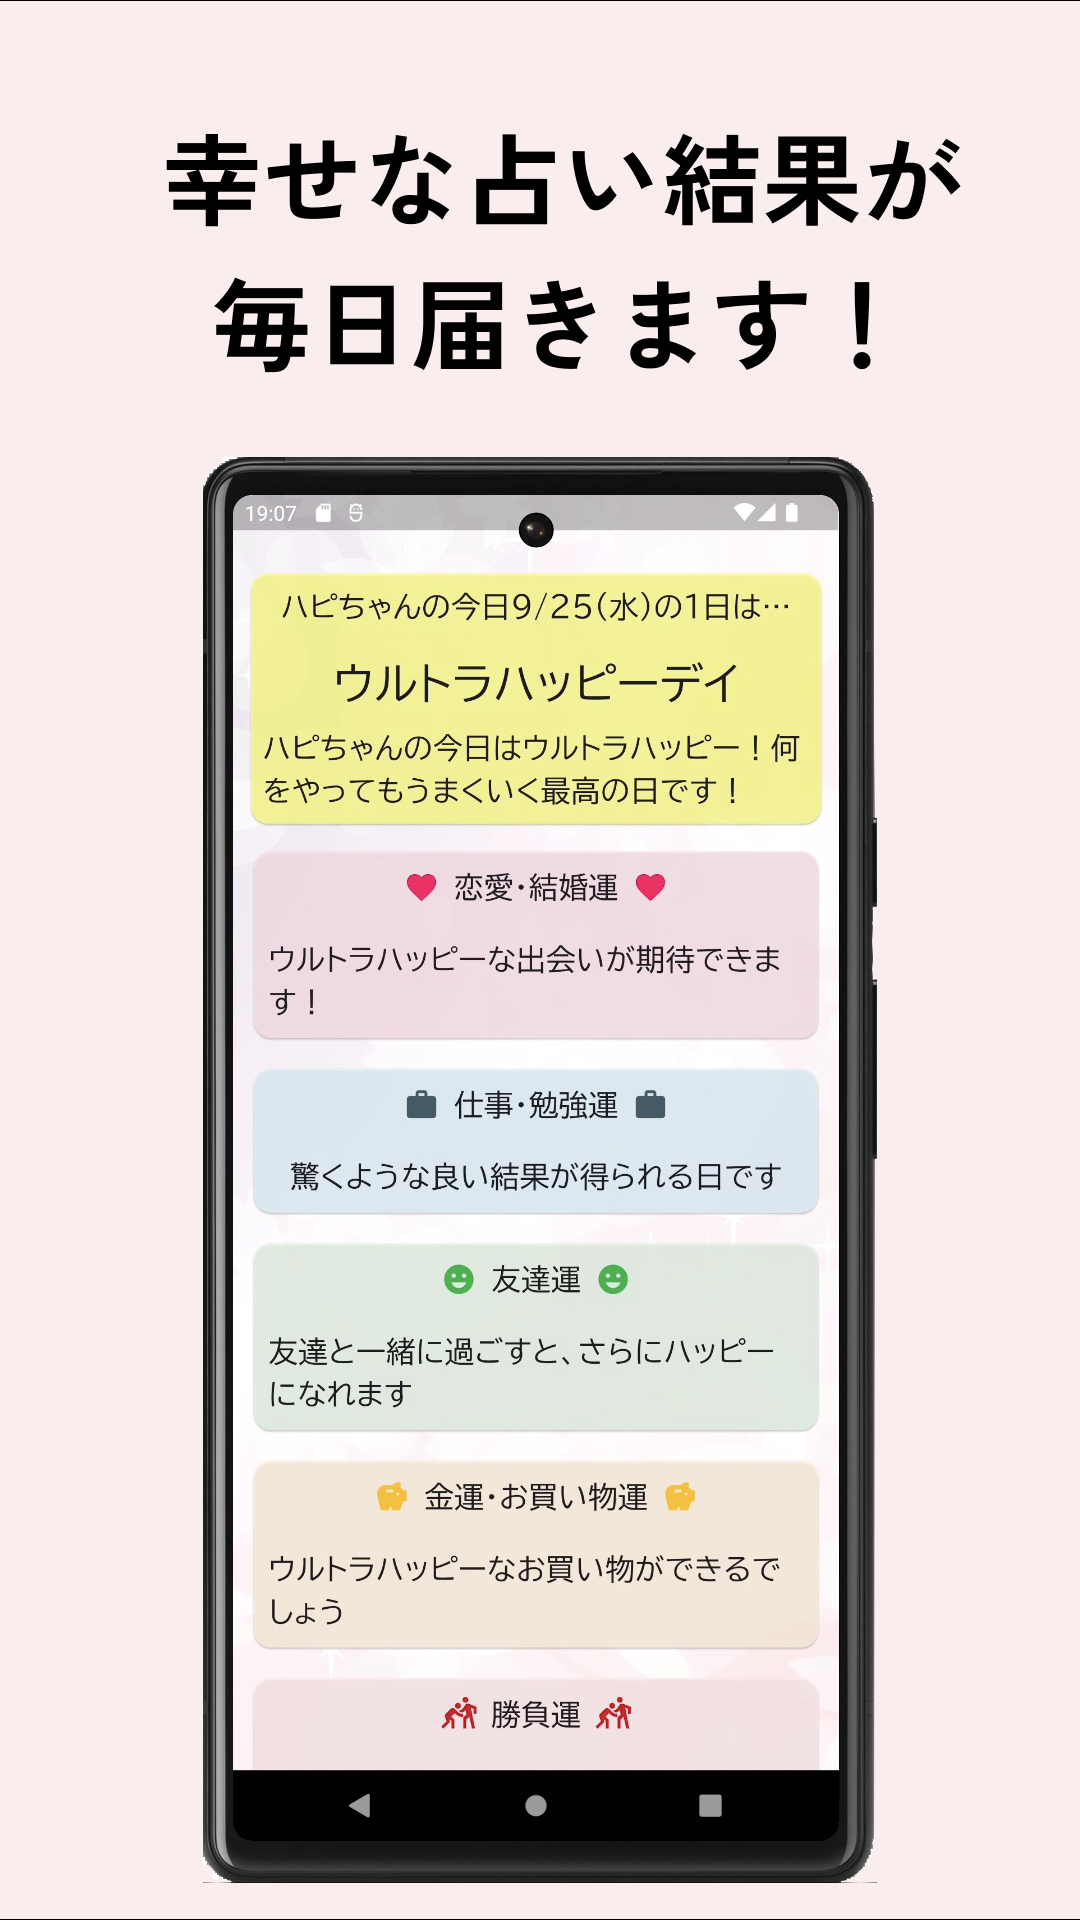 幸せな占い結果が
毎日届きます！
19:07
ハピちゃんの今日9/25(水)の1日は…
ウルトラハッピーデイ
ハピちゃんの今日はウルトラハッピー！何
をやってもうまくいく最高の日です！
恋愛・結婚運
ウルトラハッピーな出会いが期待できま
す！
仕事・勉強運
驚くような良い結果が得られる日です
友達運
友達と一緒に過ごすと、さらにハッピー
になれます
金運・お買い物運
ウルトラハッピーなお買い物ができるで
しょう
勝負運